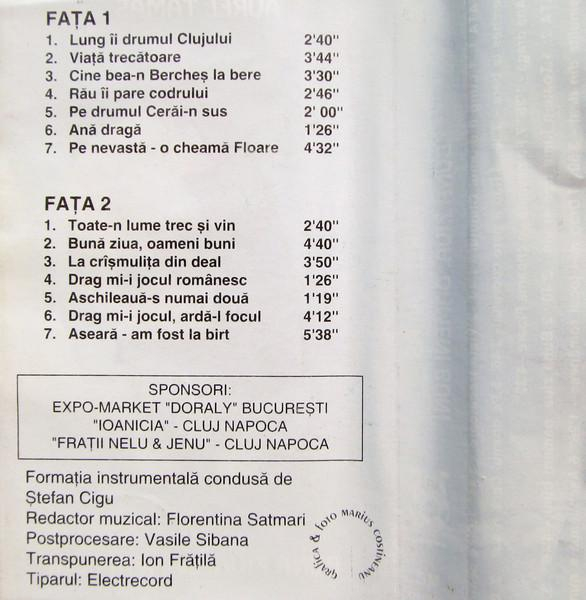 FAȚA 1
1. Lung îi drumul Clujului 2'40''
2. Viață trecătoare 3'44''
3. Cine bea-n Bercheș la bere 3'30''
4. Rău îi pare codrului 2'46''
5. Pe drumul Cerăi-n sus 2' 00''
6. Ană dragă 1'26''
7. Pe nevastă - o cheamă Floare 4'32''
FAȚA 2
1. Toate-n lume trec și vin 2'40''
2. Bună ziua, oameni buni 4'40''
3. La crîșmulița din deal 3'50''
4. Drag mi-i jocul românesc 1'26''
5. Aschileauă-s numai două 1'19''
6. Drag mi-i jocul, ardă-l focul 4'12''
7. Aseară - am fost la birt 5'38''
SPONSORI:
EXPO-MARKET "DORALY" BUCUREȘTI
"IOANICIA" - CLUJ NAPOCA
"FRAȚII NELU & JENU" - CLUJ NAPOCA
Formația instrumentală condusă de
Ștefan Cigu
Redactor muzical: Florentina Satmari
Postprocesare: Vasile Sibana
Transpunerea: Ion Frățilă
Tiparul: Electrecord
GRAFICA & foto MARIUS COSTINEANU